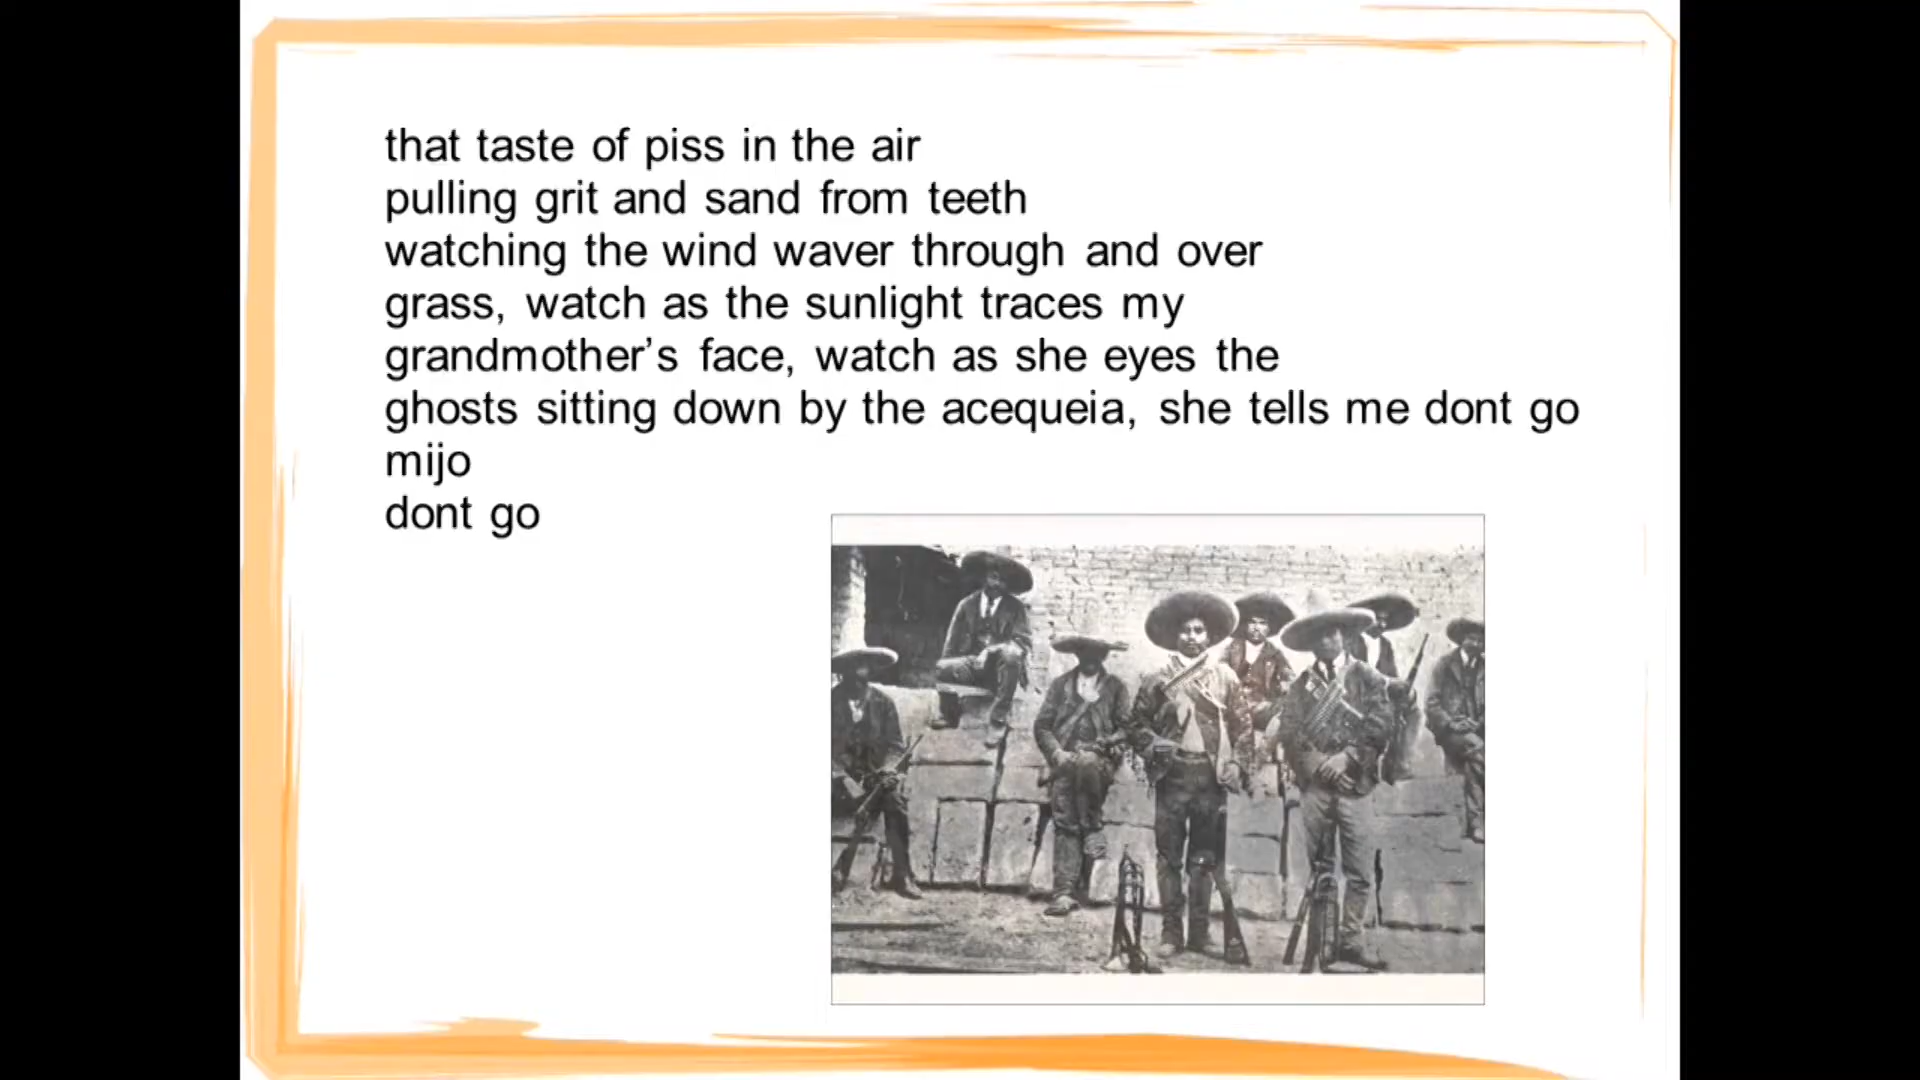 that taste of piss in the air
pulling grit and sand from teeth
watching the wind waver through and over
grass, watch as the sunlight traces my
grandmother’s face, watch as she eyes the
ghosts sitting down by the acequeia, she tells me dont go
mijo
dont go